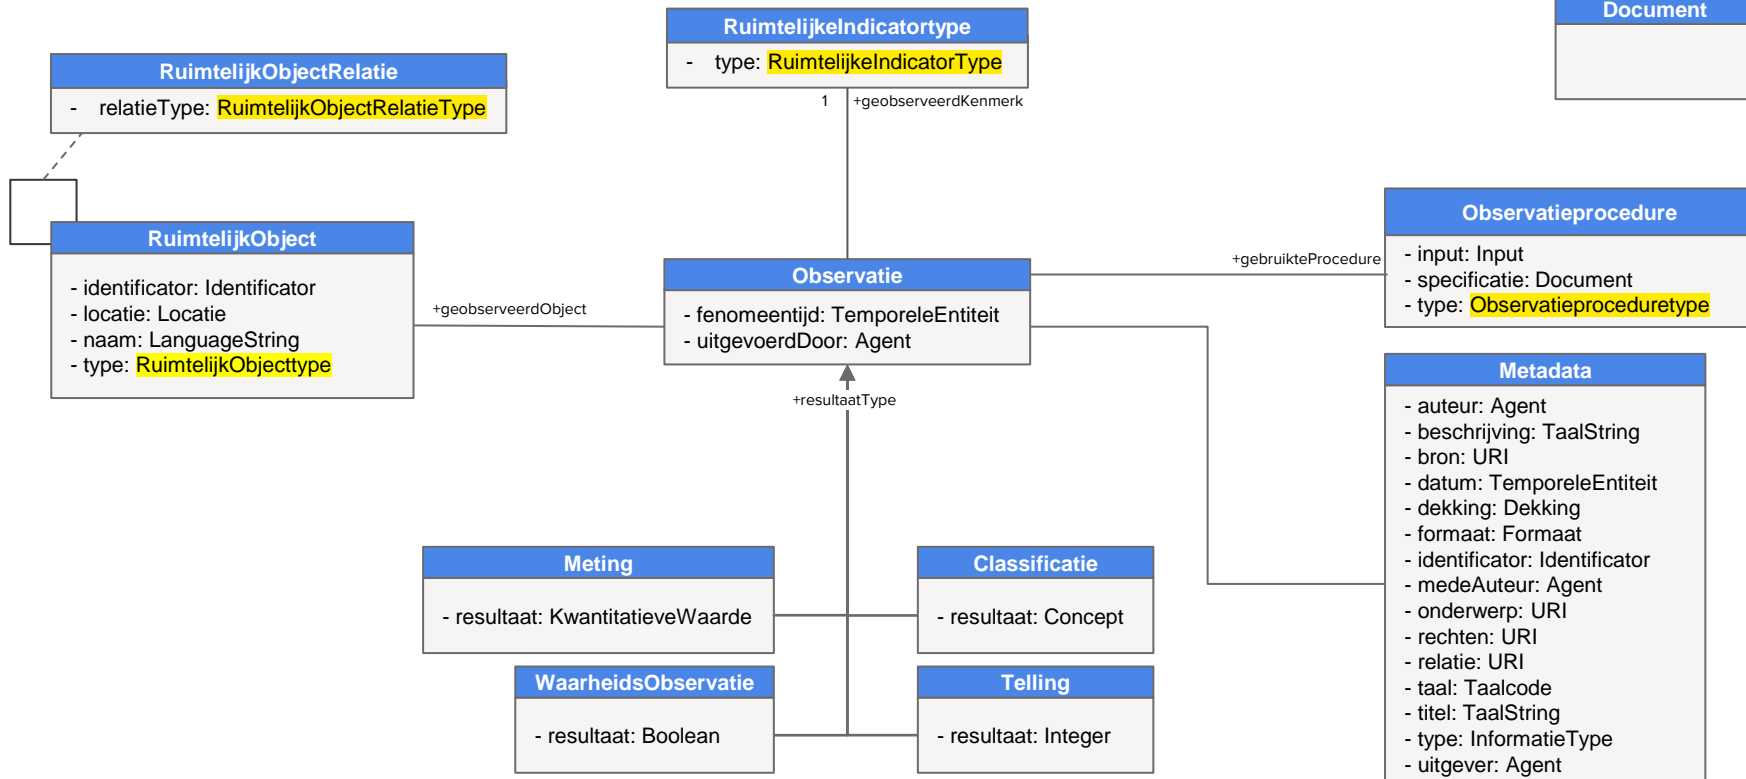 Document
RuimtelijkeIndicatortype
- type: RuimtelijkeIndicatorType
1
+geobserveerdKenmerk
RuimtelijkObjectRelatie
- relatieType: RuimtelijkObjectRelatieType
RuimtelijkObject
- identificator: Identificator
- locatie: Locatie
- naam: LanguageString
- type: RuimtelijkObjecttype
+geobserveerdObject
Observatie
- fenomeentijd: TemporeleEntiteit
- uitgevoerdDoor: Agent
+resultaatType
+gebruikteProcedure
Observatieprocedure
- input: Input
- specificatie: Document
- type: Observatieproceduretype
Metadata
- auteur: Agent
- beschrijving: TaalString
- bron: URI
- datum: TemporeleEntiteit
- dekking: Dekking
- formaat: Formaat
- identificator: Identificator
- medeAuteur: Agent
- onderwerp: URI
- rechten: URI
- relatie: URI
- taal: Taalcode
- titel: TaalString
- type: InformatieType
- uitgever: Agent
Meting
- resultaat: KwantitatieveWaarde
Classificatie
- resultaat: Concept
WaarheidsObservatie
- resultaat: Boolean
Telling
- resultaat: Integer